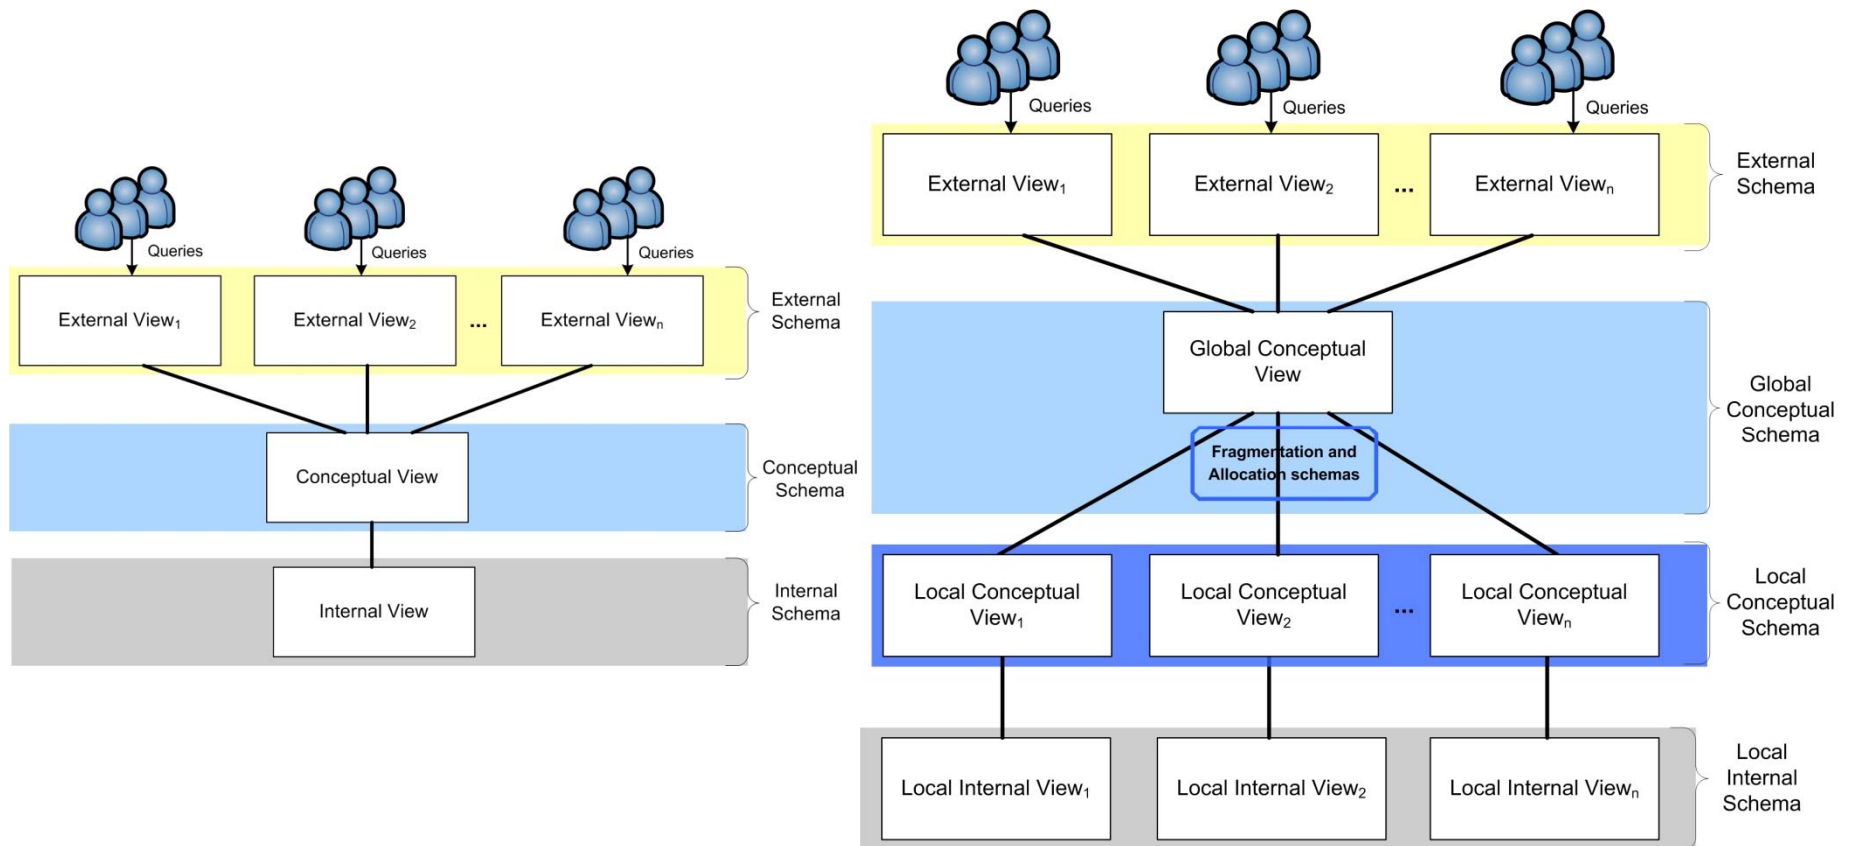 Queries
Queries
Queries
External View1
External View2
...
External Viewn
External
Schema
Conceptual View
Conceptual
Schema
Internal View
Internal
Schema
Queries
Queries
Queries
External View1
External View2
...
External Viewn
External
Schema
Global Conceptual
View
Global
Conceptual
Schema
Fragmentation and
Allocation schemas
Local Conceptual
View1
Local Conceptual
View2
...
Local Conceptual
Viewn
Local
Conceptual
Schema
Local Internal View1
Local Internal View2
Local Internal Viewn
Local
Internal
Schema